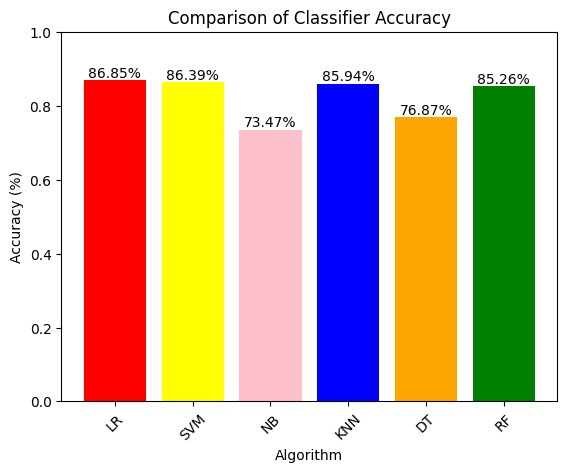 Comparison of Classifier Accuracy
1.0
0.8
0.6
0.4
0.2
0.0
Accuracy (%)
86.85%
86.39%
73.47%
85.94%
76.87%
85.26%
LR
SVM
NB
KNN
DT
RF
Algorithm